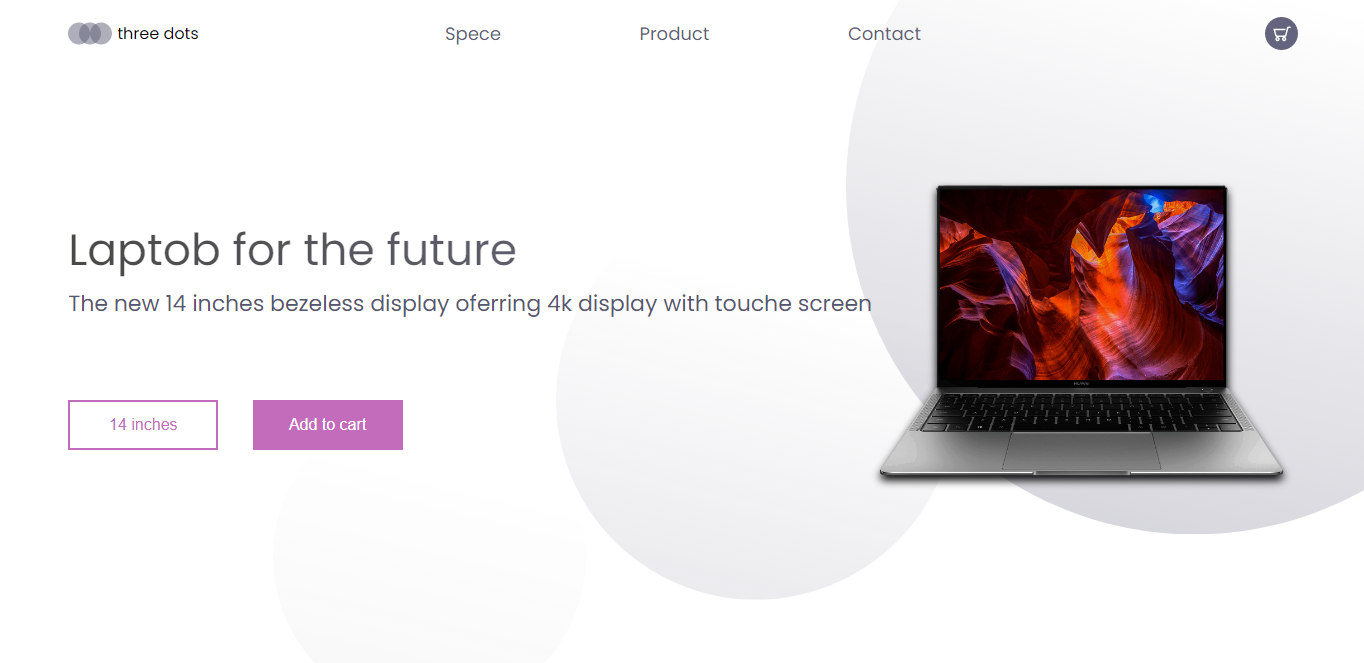 three dots
Spece
Product
Contact
Laptob for the future
The new 14 inches bezeless display oferring 4k display with touche screen
14 inches
Add to cart